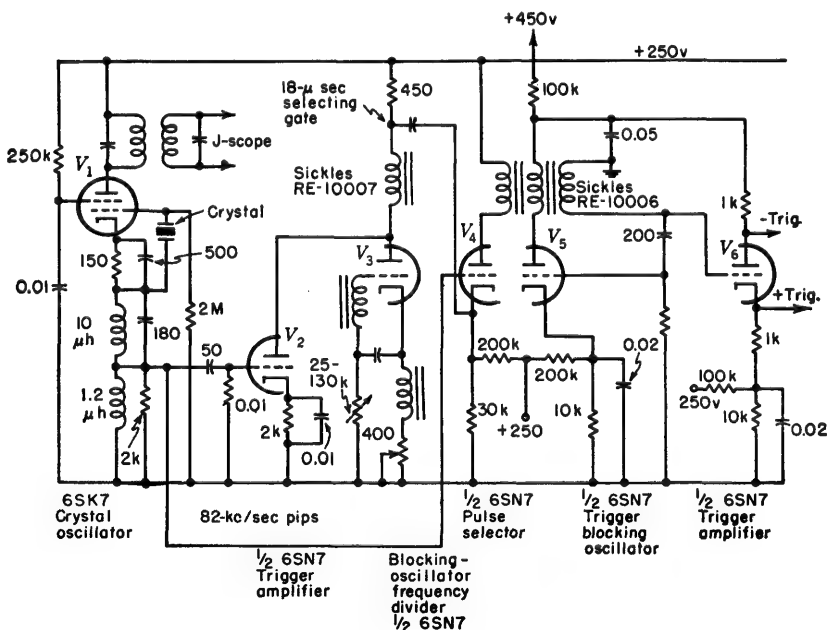 +450v
+250v
18-μ sec
selecting
gate
450
100k
J-scope
0.05
250k
Sickles
RE-10007
Sickles
RE-10006
V1
Crystal
1k
-Trig.
200
V3
V4
V5
V6
150
500
+Trig.
0.01
2M
10
μh
180
V2
1k
50
25-
130k
200k
200k
0.02
1.2
μh
100k
250v
0.01
2k
30k
10k
10k
0.02
2k
0.01
400
+250
6SK7
Crystal
oscillator
82-kc/sec pips
1/2 6SN7
Pulse
selector
1/2 6SN7
Trigger
blocking
oscillator
1/2 6SN7
Trigger
amplifier
1/2 6SN7
Trigger
amplifier
Blocking-
oscillator
frequency
divider
1/2 6SN7